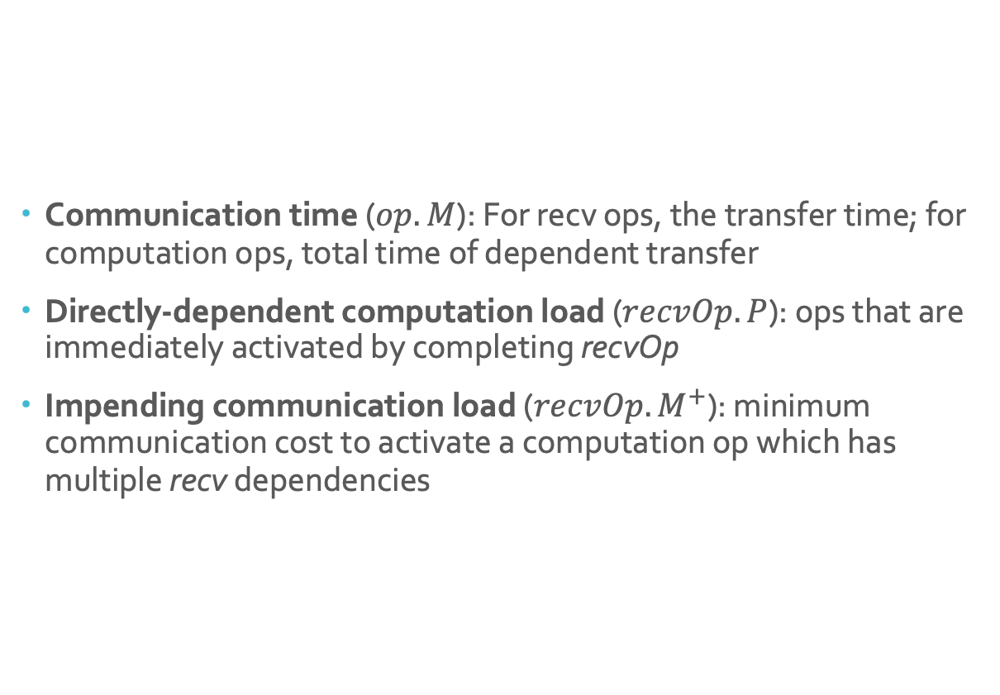 • Communication time (op. M): For recv ops, the transfer time; for
computation ops, total time of dependent transfer
• Directly-dependent computation load (recvOp. P): ops that are
immediately activated by completing recvOp
• Impending communication load (recvOp. M⁺): minimum
communication cost to activate a computation op which has
multiple recv dependencies